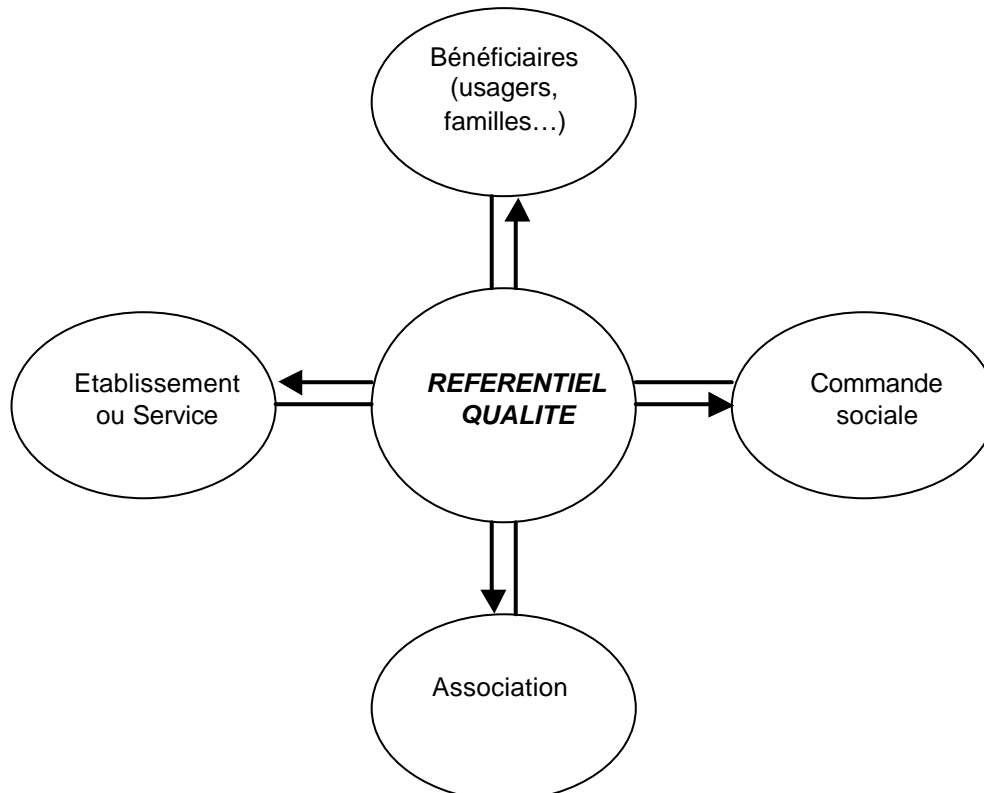 Bénéficiaires
(usagers,
familles…)
Etablissement
ou Service
REFERENTIEL
QUALITE
Commande
sociale
Association